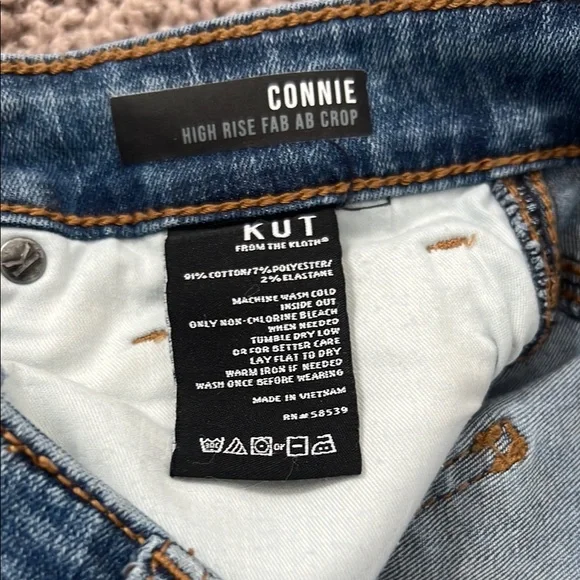 CONNIE
HIGH RISE FAB AB CROP
KUT
FROM THE KLOTH®
91% COTTON/7% POLYESTER/
2% ELASTANE
MACHINE WASH COLD
INSIDE OUT
ONLY NON-CHLORINE BLEACH
WHEN NEEDED
TUMBLE DRY LOW
OR FOR BETTER CARE
LAY FLAT TO DRY
WARM IRON IF NEEDED
WASH ONCE BEFORE WEARING
MADE IN VIETNAM
RN# 58539
or